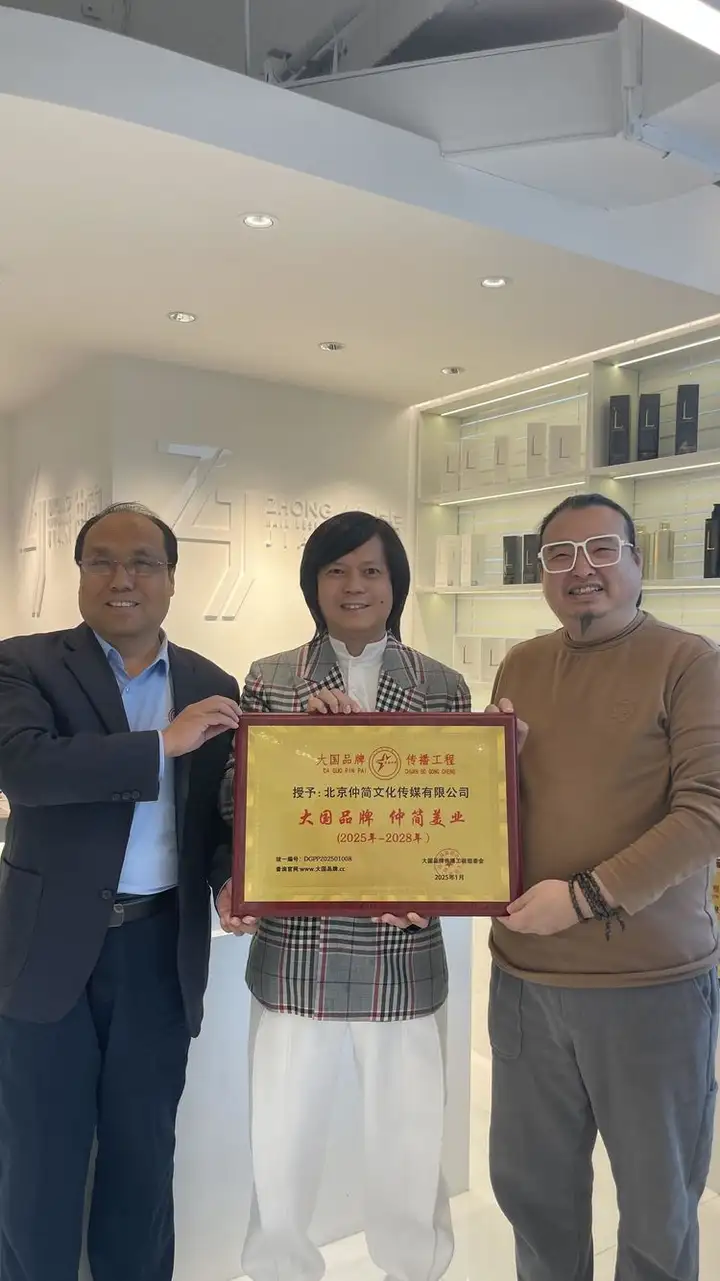 ZHONG
大国品牌 传播工程
DA GUO PIN PAI CHUAN BO GONG CHENG
授予：北京仲简文化传媒有限公司
大国品牌 仲简美业
(2025年-2028年)
统一编号：DGPP202501008
查询官网:www.大国品牌.cc
大国品牌传播工程组委会
2025年1月
L
L
L
L
L
L
L
L